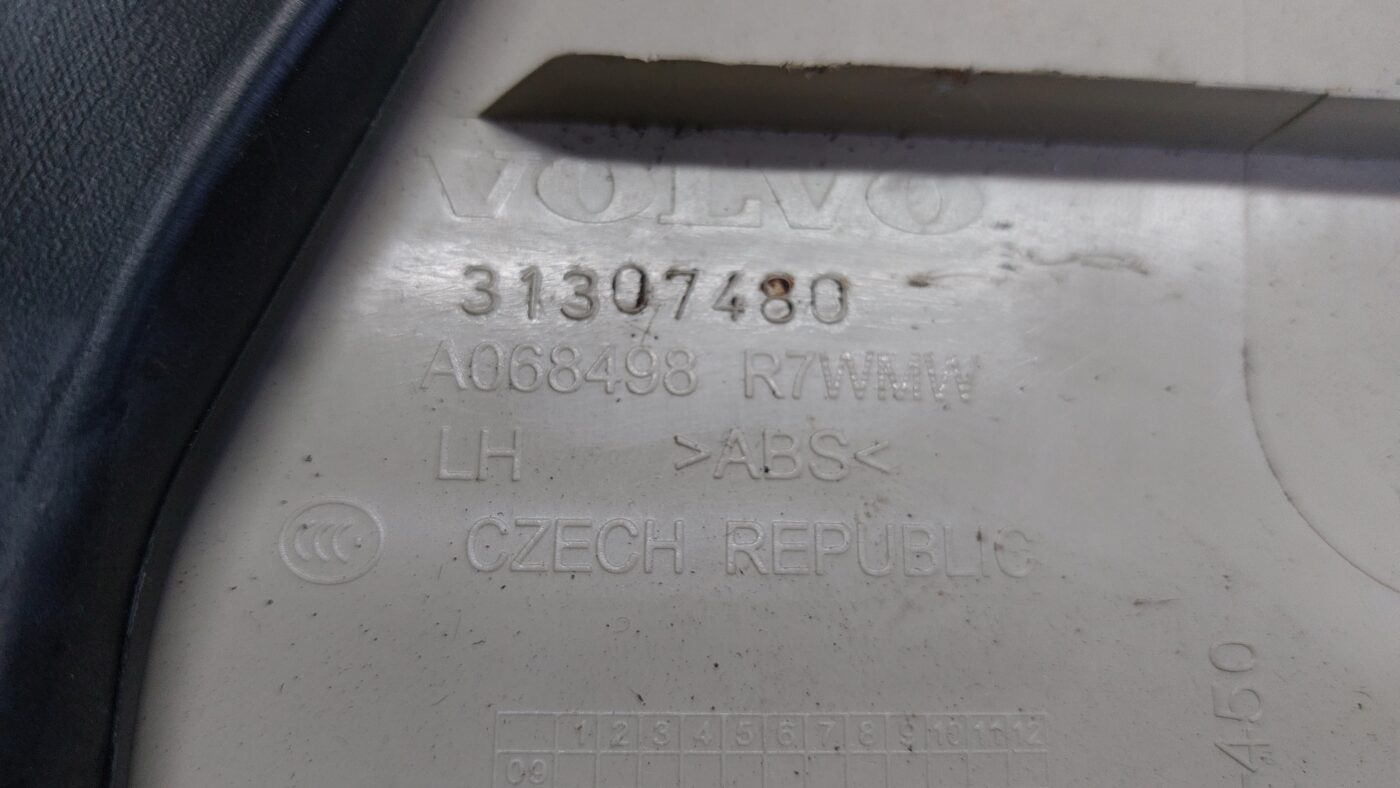 VOLVO
31307480
A068498 R7WMW
LH >ABS<
CCC CZECH REPUBLIC
450
1 2 3 4 5 6 7 8 9 10 11 12
09